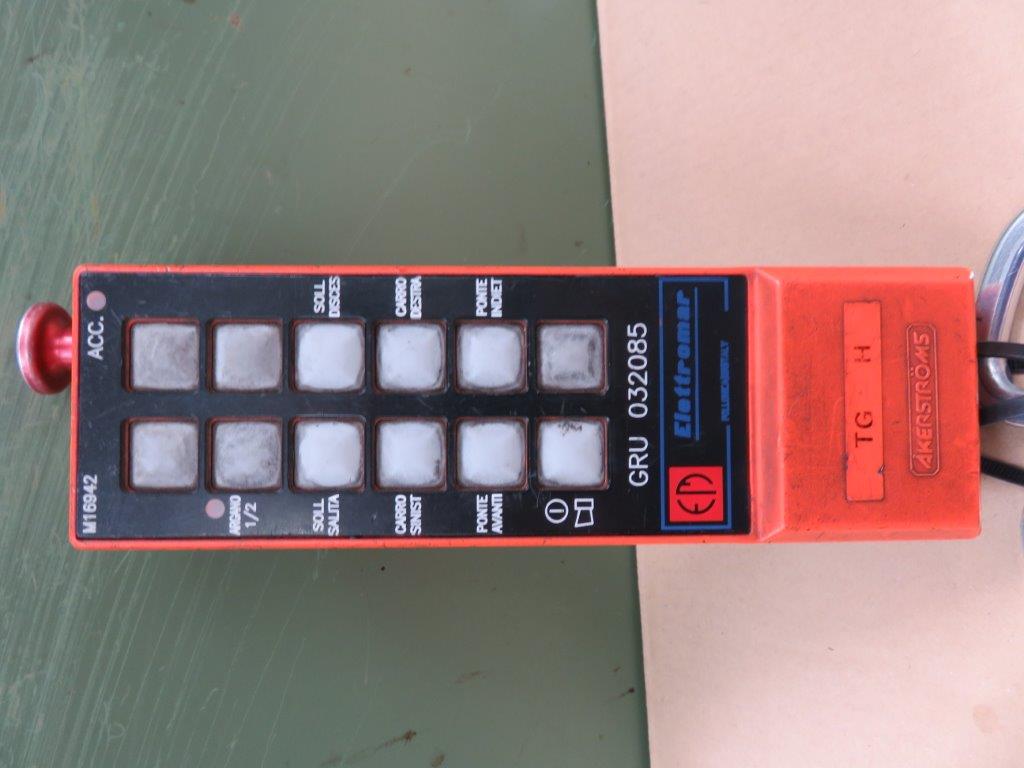 M16942
ACC.
ARGANO
1/2
SOLL
SALITA
SOLL
DISCES
CARRO
SINIST
CARRO
DESTRA
PONTE
AVANTI
PONTE
INDIET
GRU 032085
EM
Elettromar
TG H
ÅKERSTRÖMS